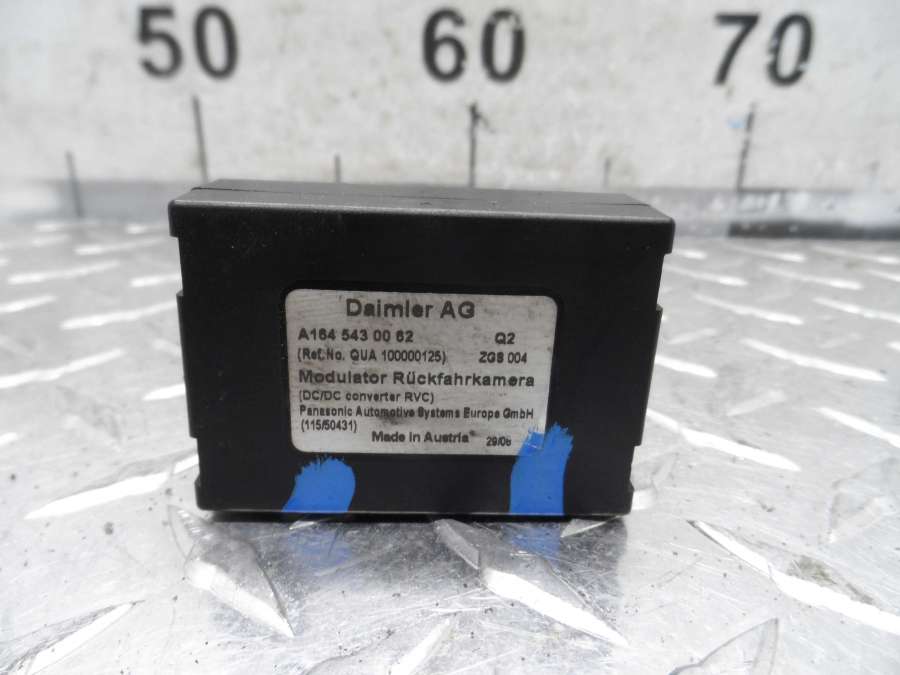 50 60 70
Daimler AG
A164 543 00 62 Q2
(Ref. No. QUA 100000125) ZGS 004
Modulator Rückfahrkamera
(DC/DC converter RVC)
Panasonic Automotive Systems Europe GmbH
(115/50431)
Made in Austria 29/08